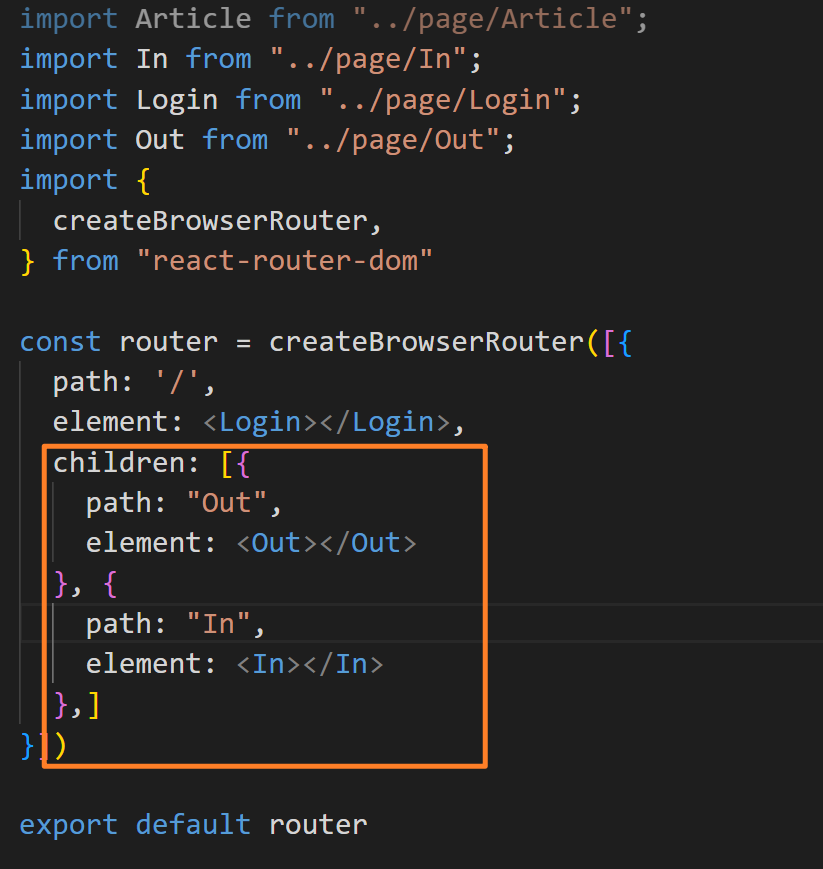 import Article from "../page/Article";
import In from "../page/In";
import Login from "../page/Login";
import Out from "../page/Out";
import {
  createBrowserRouter,
} from "react-router-dom"

const router = createBrowserRouter([{
  path: '/',
  element: <Login></Login>,
  children: [{
    path: "Out",
    element: <Out></Out>
  }, {
    path: "In",
    element: <In></In>
  },]
}])

export default router